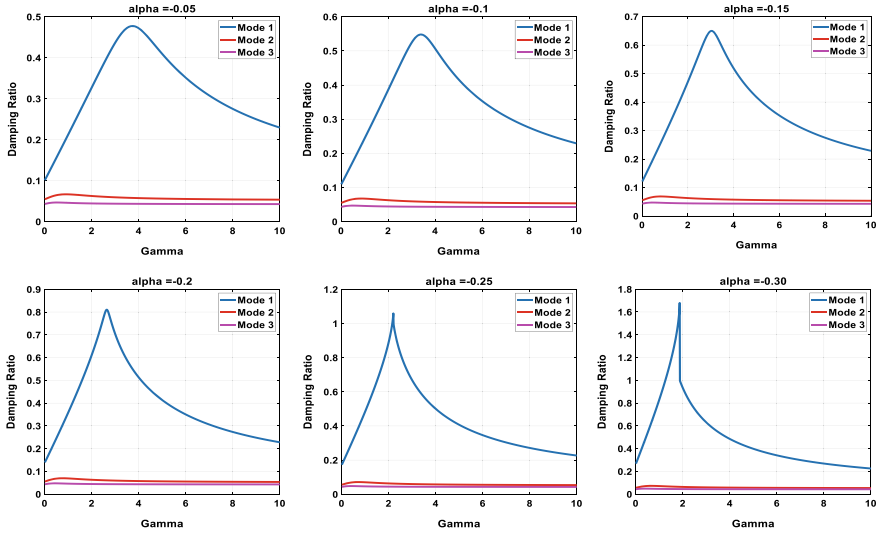 alpha =-0.05
0.5
0.4
0.3
0.2
0.1
0
Damping Ratio
Mode 1
Mode 2
Mode 3
0 2 4 6 8 10
Gamma
alpha =-0.1
0.6
0.5
0.4
0.3
0.2
0.1
0
Damping Ratio
Mode 1
Mode 2
Mode 3
0 2 4 6 8 10
Gamma
alpha =-0.15
0.7
0.6
0.5
0.4
0.3
0.2
0.1
0
Damping Ratio
Mode 1
Mode 2
Mode 3
0 2 4 6 8 10
Gamma
alpha =-0.2
0.9
0.8
0.7
0.6
0.5
0.4
0.3
0.2
0.1
0
Damping Ratio
Mode 1
Mode 2
Mode 3
0 2 4 6 8 10
Gamma
alpha =-0.25
1.2
1
0.8
0.6
0.4
0.2
0
Damping Ratio
Mode 1
Mode 2
Mode 3
0 2 4 6 8 10
Gamma
alpha =-0.30
1.8
1.6
1.4
1.2
1
0.8
0.6
0.4
0.2
0
Damping Ratio
Mode 1
Mode 2
Mode 3
0 2 4 6 8 10
Gamma